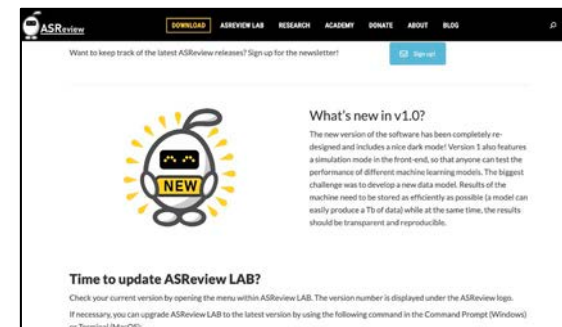 ASReview
DOWNLOAD ASREVIEW LAB RESEARCH ACADEMY DONATE ABOUT BLOG
Want to keep track of the latest ASReview releases? Sign up for the newsletter!
Sign up!
What's new in v1.0?
The new version of the software has been completely re-
designed and includes a nice dark mode! Version 1 also features
a simulation mode in the front-end, so that anyone can test the
performance of different machine learning models. The biggest
challenge was to develop a new data model. Results of the
machine need to be stored as efficiently as possible (a model can
easily produce a Tb of data) while at the same time, the results
should be transparent and reproducible.
NEW
Time to update ASReview LAB?
Check your current version by opening the menu within ASReview LAB. The version number is displayed under the ASReview logo.
If necessary, you can upgrade ASReview LAB to the latest version by using the following command in the Command Prompt (Windows)
or Terminal (MacOS):